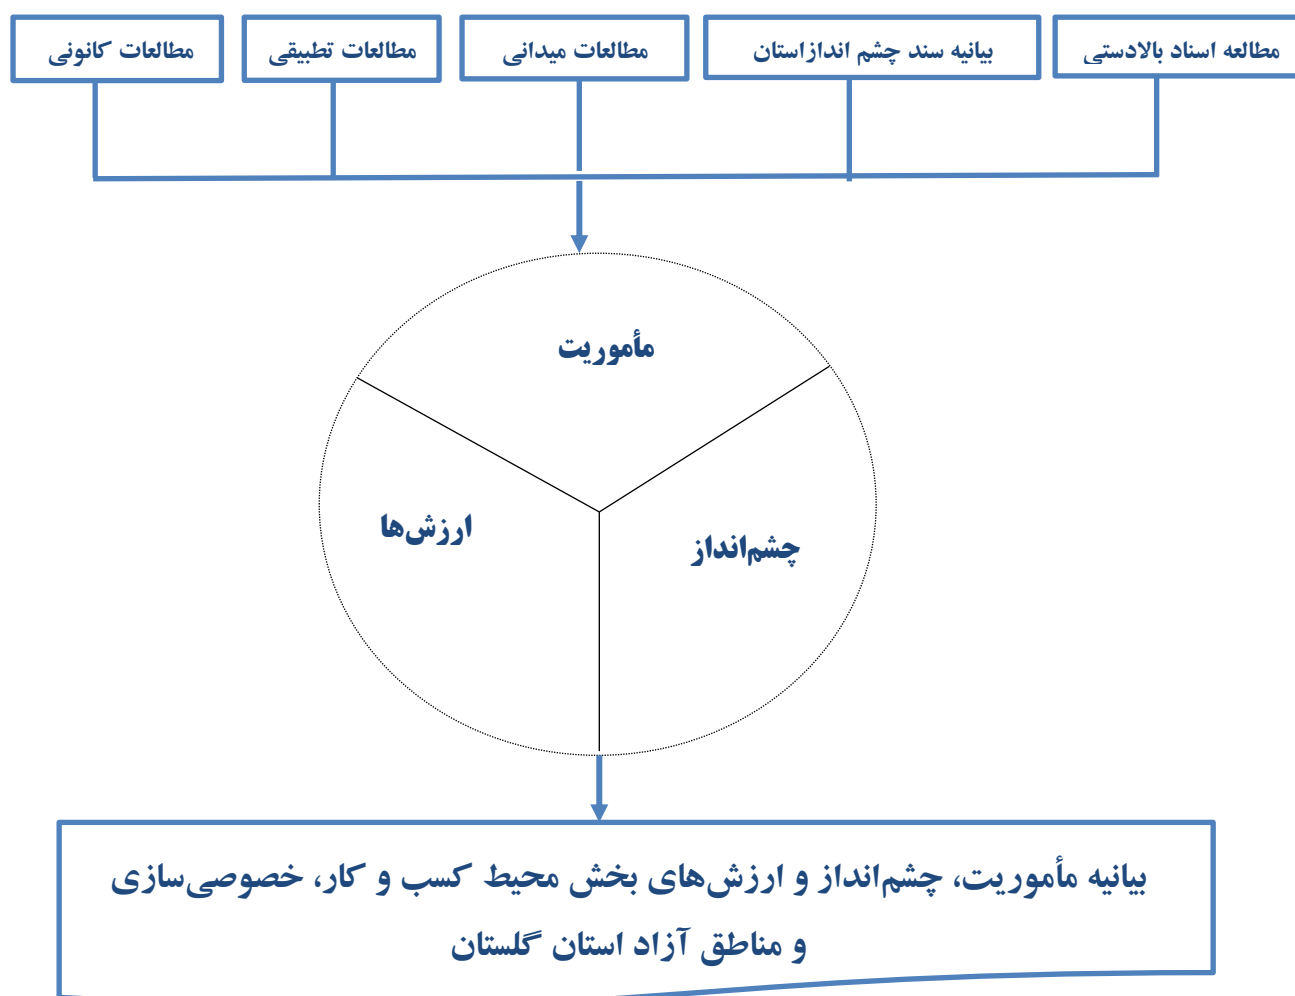 مطالعه اسناد بالادستی
بیانیه سند چشم اندازاستان
مطالعات میدانی
مطالعات تطبیقی
مطالعات کانونی
مأموریت
چشم‌انداز
ارزش‌ها
بیانیه مأموریت، چشم‌انداز و ارزش‌های بخش محیط کسب و کار، خصوصی‌سازی
و مناطق آزاد استان گلستان